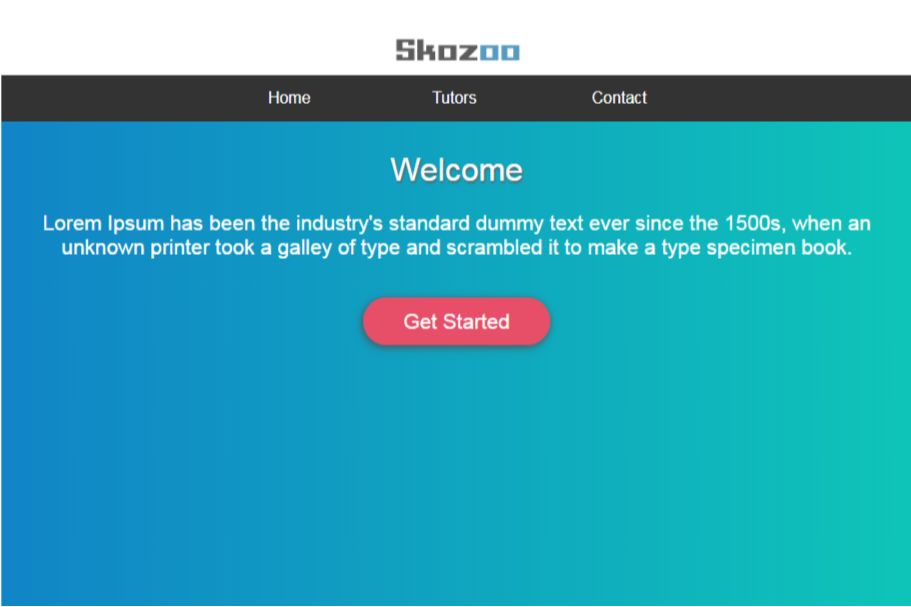 Skozoo
Home Tutors Contact
Welcome
Lorem Ipsum has been the industry's standard dummy text ever since the 1500s, when an
unknown printer took a galley of type and scrambled it to make a type specimen book.
Get Started